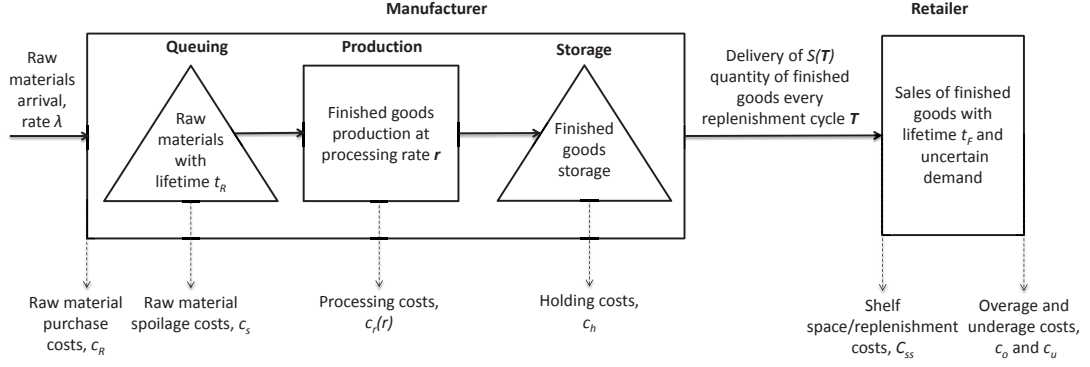 Manufacturer
Retailer
Raw
materials
arrival,
rate λ
Queuing
Raw
materials
with
lifetime t_R
Production
Finished goods
production at
processing rate r
Storage
Finished
goods
storage
Delivery of S(T)
quantity of finished
goods every
replenishment cycle T
Sales of finished
goods with
lifetime t_F and
uncertain
demand
Raw material
purchase
costs, c_R
Raw material
spoilage costs, c_s
Processing costs,
c_r(r)
Holding costs,
c_h
Shelf
space/replenishment
costs, C_ss
Overage and
underage costs,
c_o and c_u